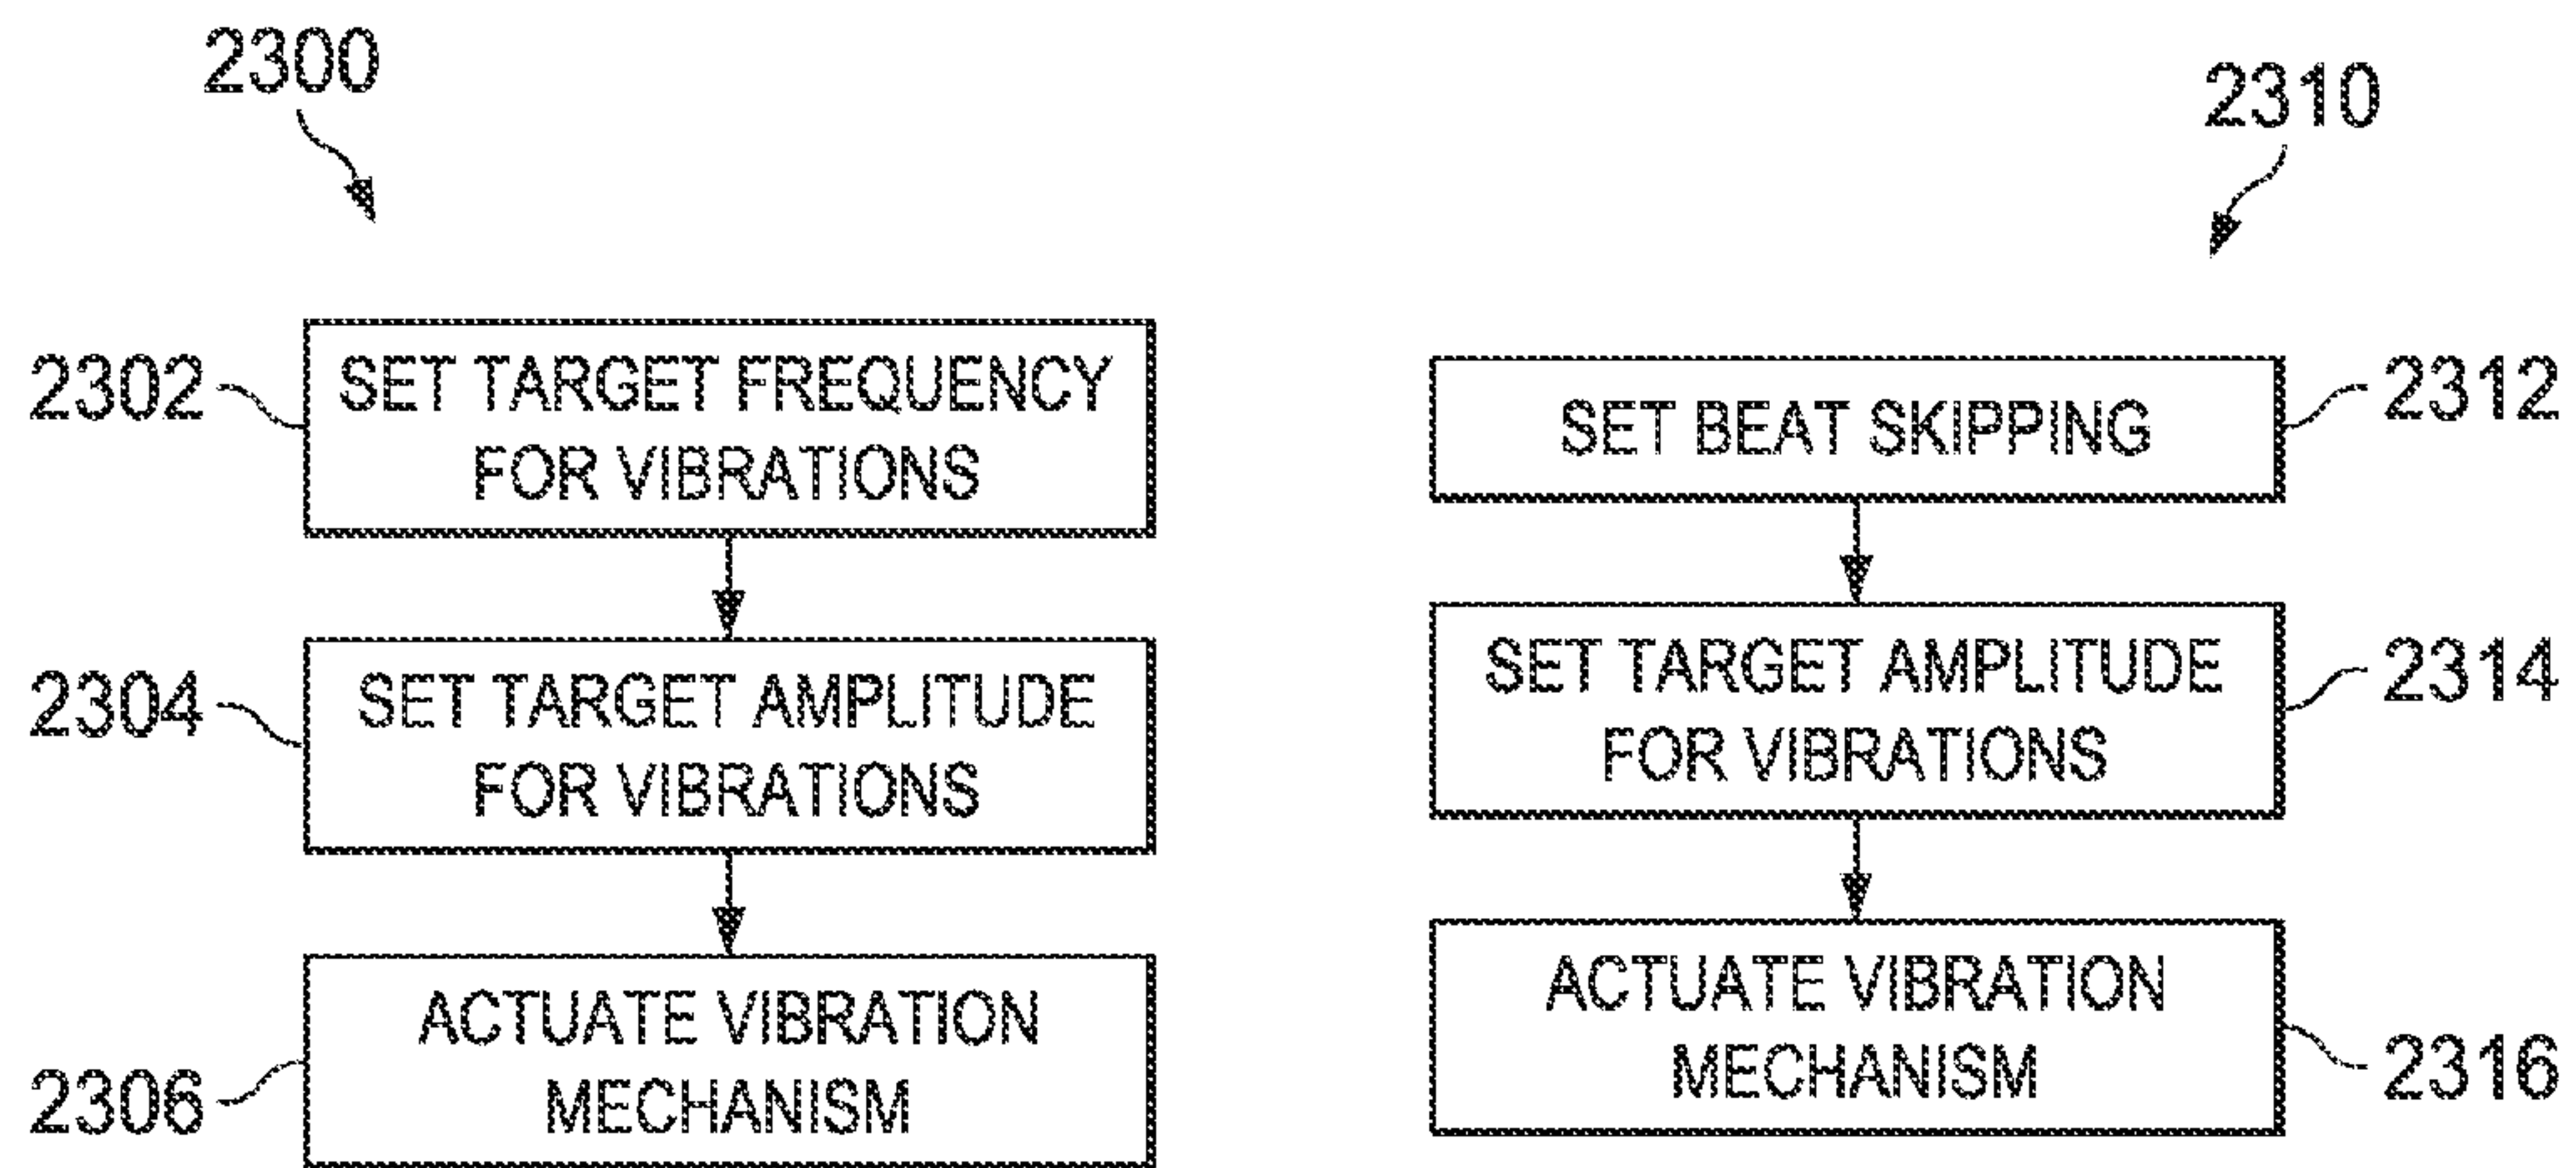 2300
2302
SET TARGET FREQUENCY
FOR VIBRATIONS
2304
SET TARGET AMPLITUDE
FOR VIBRATIONS
2306
ACTUATE VIBRATION
MECHANISM
2310
SET BEAT SKIPPING
2312
SET TARGET AMPLITUDE
FOR VIBRATIONS
2314
ACTUATE VIBRATION
MECHANISM
2316